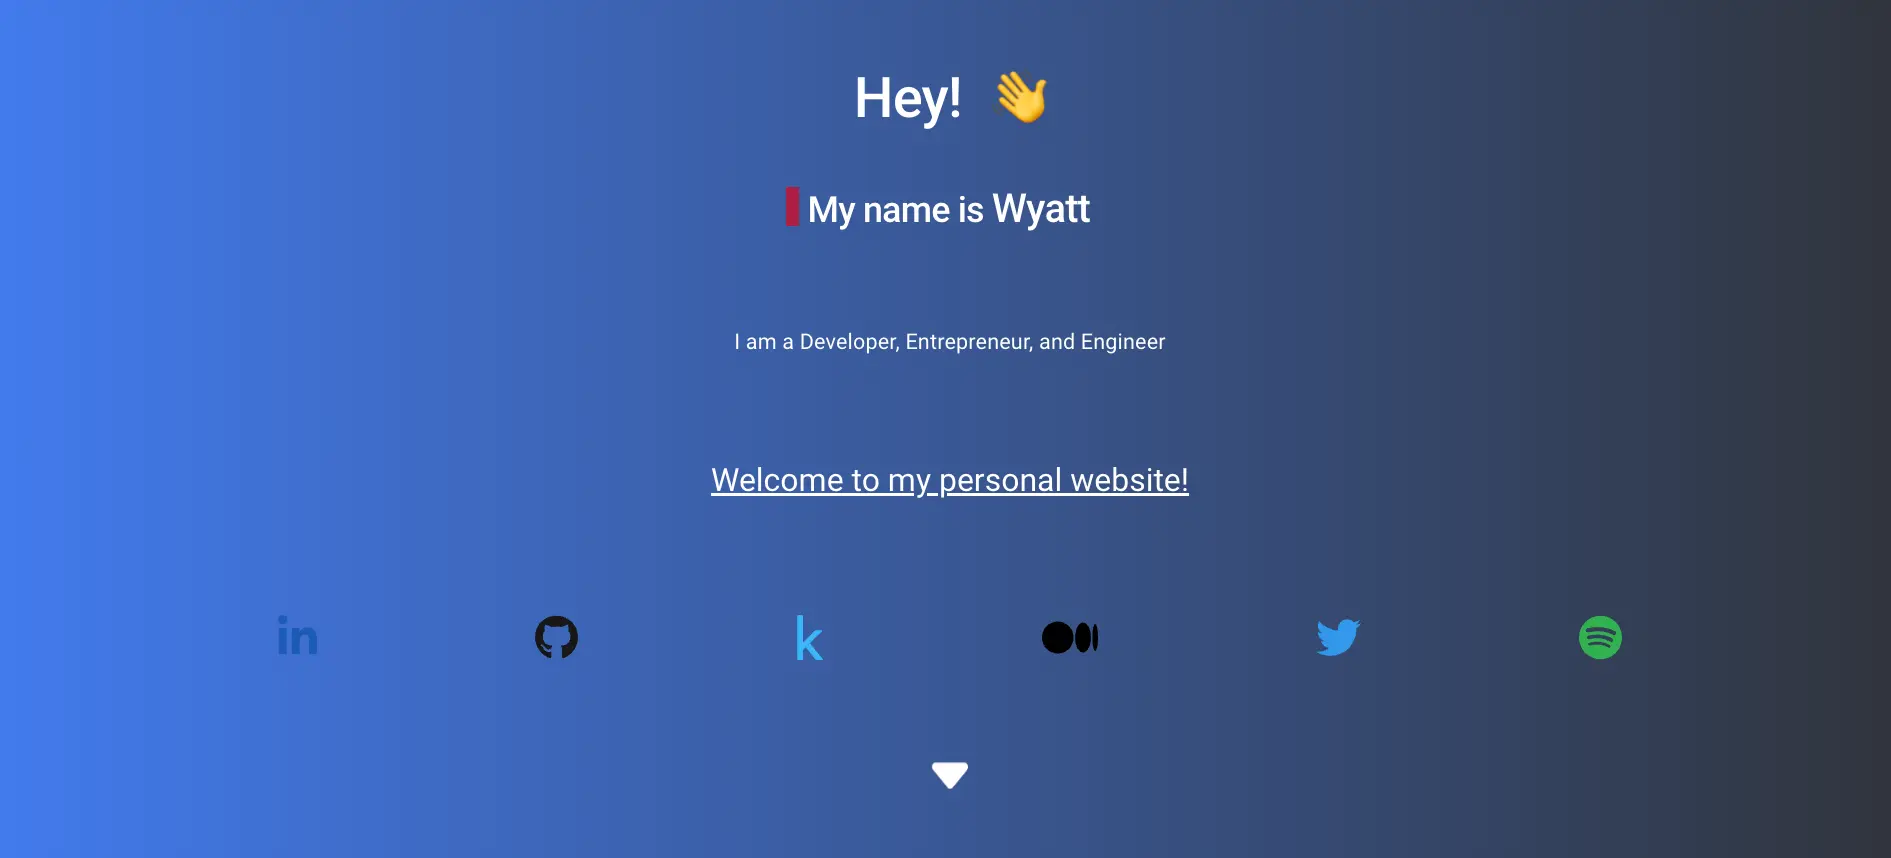 Hey! 👋
My name is Wyatt
I am a Developer, Entrepreneur, and Engineer
Welcome to my personal website!
in k